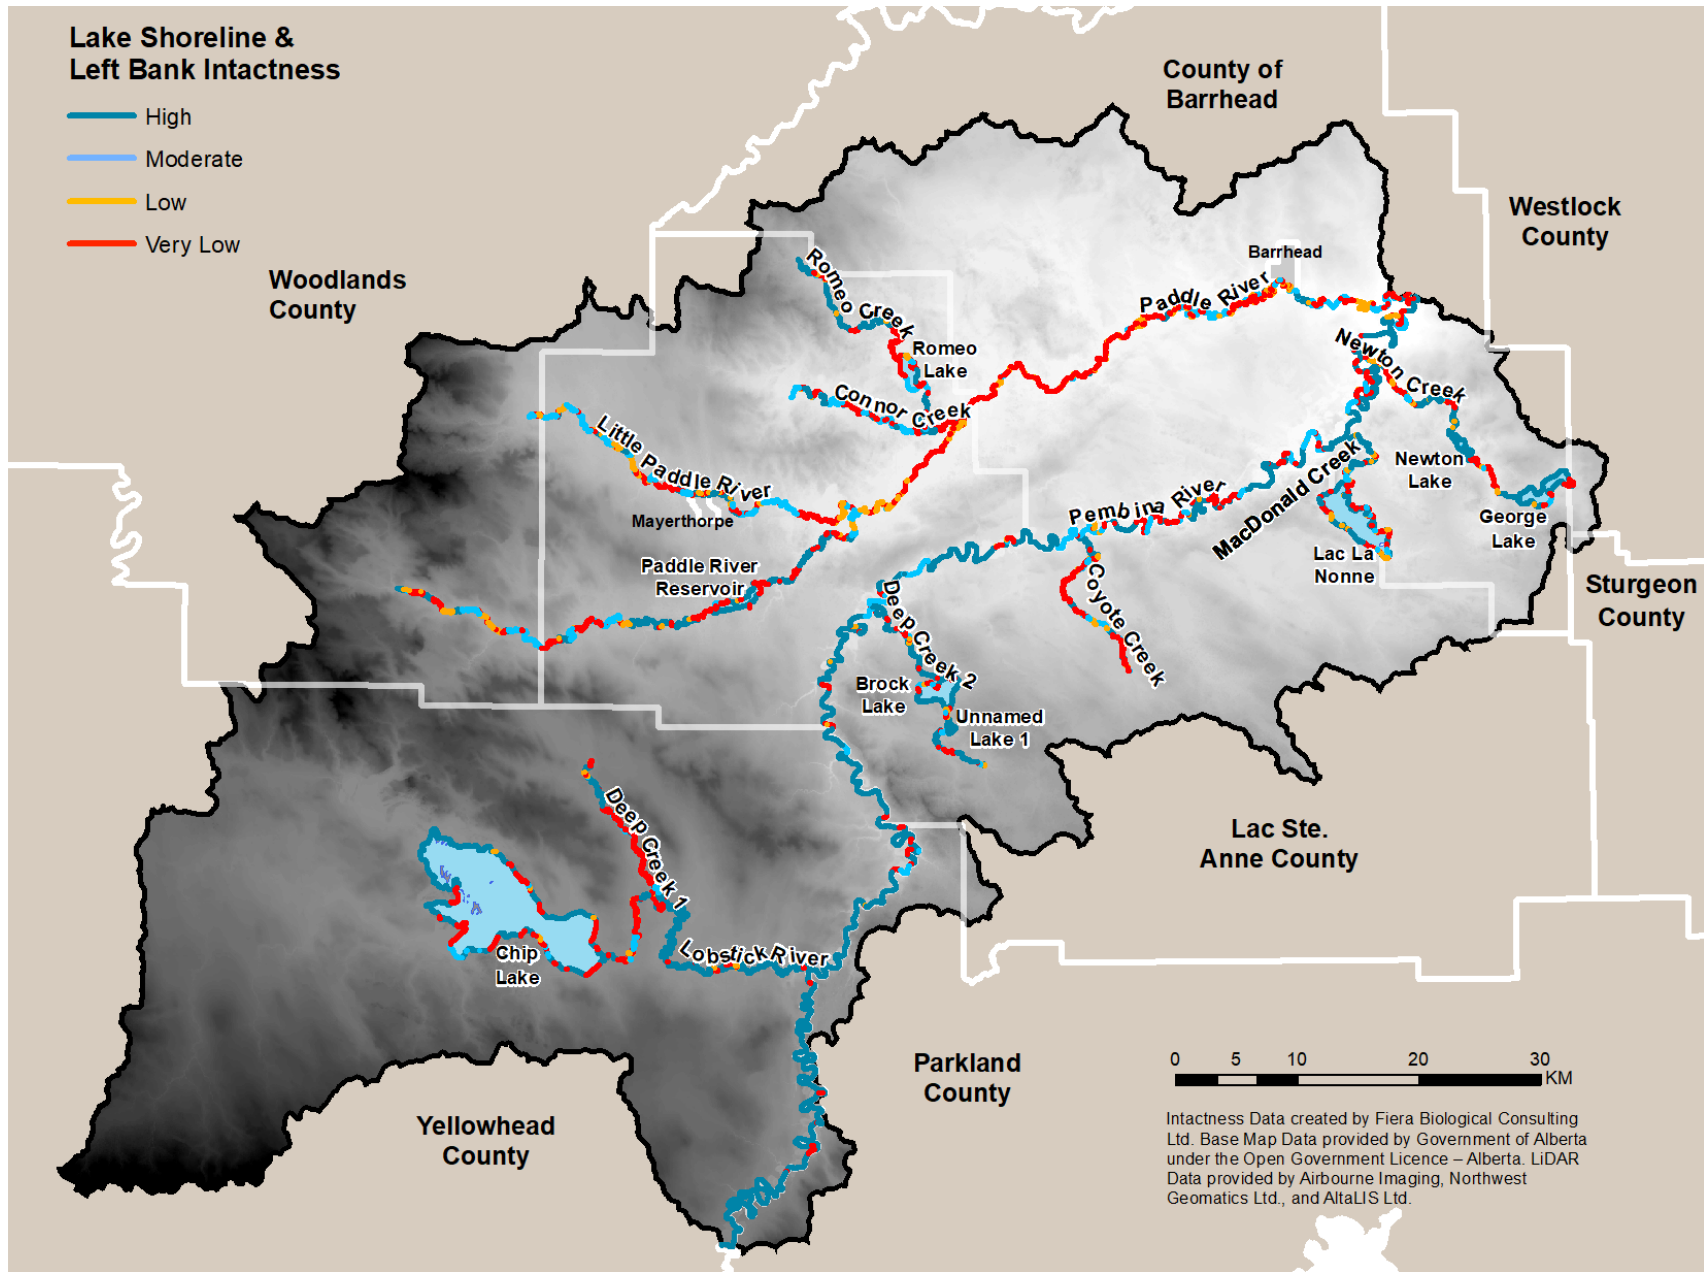 Lake Shoreline &
Left Bank Intactness
High
Moderate
Low
Very Low
County of
Barrhead
Westlock
County
Woodlands
County
Barrhead
Paddle River
Romeo Creek
Romeo
Lake
Newton Creek
Connor Creek
Little Paddle River
Mayerthorpe
Newton
Lake
George
Lake
Pembina River
MacDonald Creek
Lac La
Nonne
Paddle River
Reservoir
Coyote Creek
Sturgeon
County
Deep Creek 2
Brock
Lake
Unnamed
Lake 1
Deep Creek 1
Lac Ste.
Anne County
Chip
Lake
Lobstick River
Parkland
County
Yellowhead
County
0 5 10 20 30
KM
Intactness Data created by Fiera Biological Consulting
Ltd. Base Map Data provided by Government of Alberta
under the Open Government Licence – Alberta. LiDAR
Data provided by Airbourne Imaging, Northwest
Geomatics Ltd., and AltaLIS Ltd.